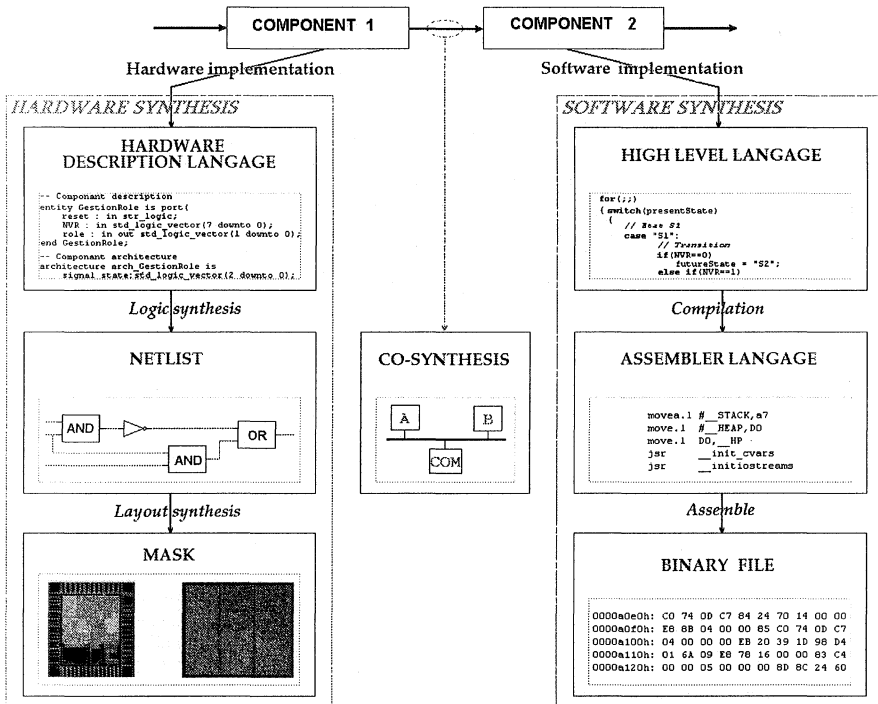 COMPONENT 1
COMPONENT 2
Hardware implementation
Software implementation
HARDWARE SYNTHESIS
HARDWARE
DESCRIPTION LANGAGE
-- Componant description
entity GestionRole is port(
reset : in str_logic;
NVR : in std_logic_vector(7 downto 0);
role : in out std_logic_vector(1 downto 0);
end GestionRole;
-- Componant architecture
architecture arch_GestionRole is
signal state:std_logic_vector(2 downto 0);
Logic synthesis
NETLIST
AND
AND
OR
Layout synthesis
MASK
CO-SYNTHESIS
A
B
COM
SOFTWARE SYNTHESIS
HIGH LEVEL LANGAGE
for(;;)
{ switch(presentState)
{
// Etat S1
case "S1":
// Transition
if(NVR==0)
futureState = "S2";
else if(NVR==1)
Compilation
ASSEMBLER LANGAGE
movea.l #__STACK,a7
move.l #__HEAP,DO
move.l DO,__HP
jsr __init_cvars
jsr __initiostreams
Assemble
BINARY FILE
0000a0e0h: C0 74 0D C7 84 24 70 14 00 00
0000a0f0h: E8 8B 04 00 00 85 C0 74 0D C7
0000a100h: 04 00 00 00 EB 20 39 1D 98 D4
0000a110h: 01 6A 09 E8 78 16 00 00 83 C4
0000a120h: 00 00 05 00 00 00 8D 8C 24 60